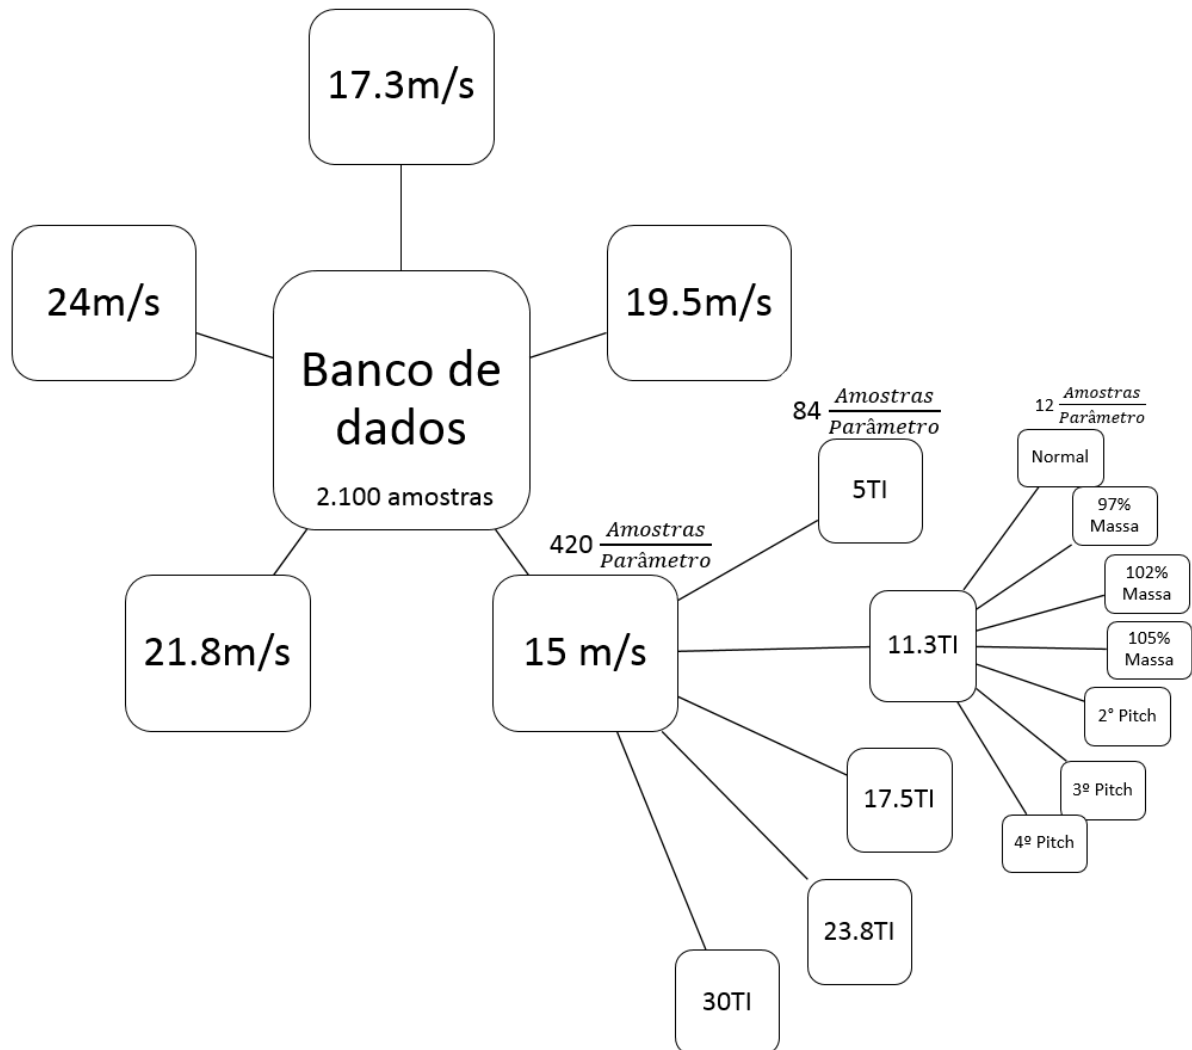 17.3m/s
24m/s
19.5m/s
Banco de
dados
2.100 amostras
21.8m/s
420 Amostras
Parâmetro
15 m/s
84 Amostras
Parâmetro
5TI
11.3TI
17.5TI
23.8TI
30TI
12 Amostras
Parâmetro
Normal
97%
Massa
102%
Massa
105%
Massa
2° Pitch
3º Pitch
4º Pitch